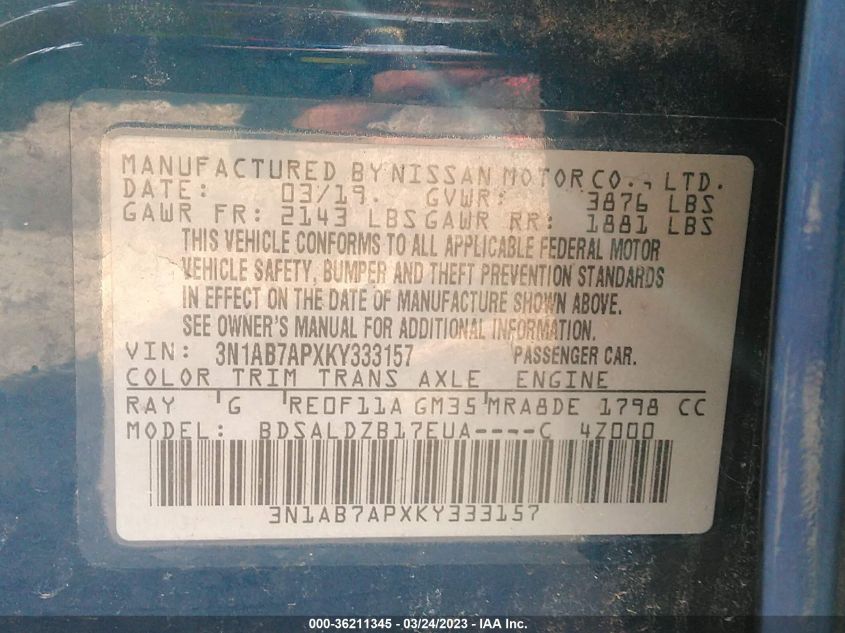 MANUFACTURED BY NISSAN MOTOR CO., LTD.
DATE: 03/19. GVWR: 3876 LBS
GAWR FR: 2143 LBS GAWR RR: 1881 LBS
THIS VEHICLE CONFORMS TO ALL APPLICABLE FEDERAL MOTOR
VEHICLE SAFETY, BUMPER AND THEFT PREVENTION STANDARDS
IN EFFECT ON THE DATE OF MANUFACTURE SHOWN ABOVE.
SEE OWNER'S MANUAL FOR ADDITIONAL INFORMATION.
VIN: 3N1AB7APXKY333157 PASSENGER CAR.
COLOR TRIM TRANS AXLE ENGINE
RAY G RE0F11A GM35 MRA8DE 1798 CC
MODEL: BDSALDZB17EUA----C 4Z000
3N1AB7APXKY333157
000-36211345 - 03/24/2023 - IAA Inc.